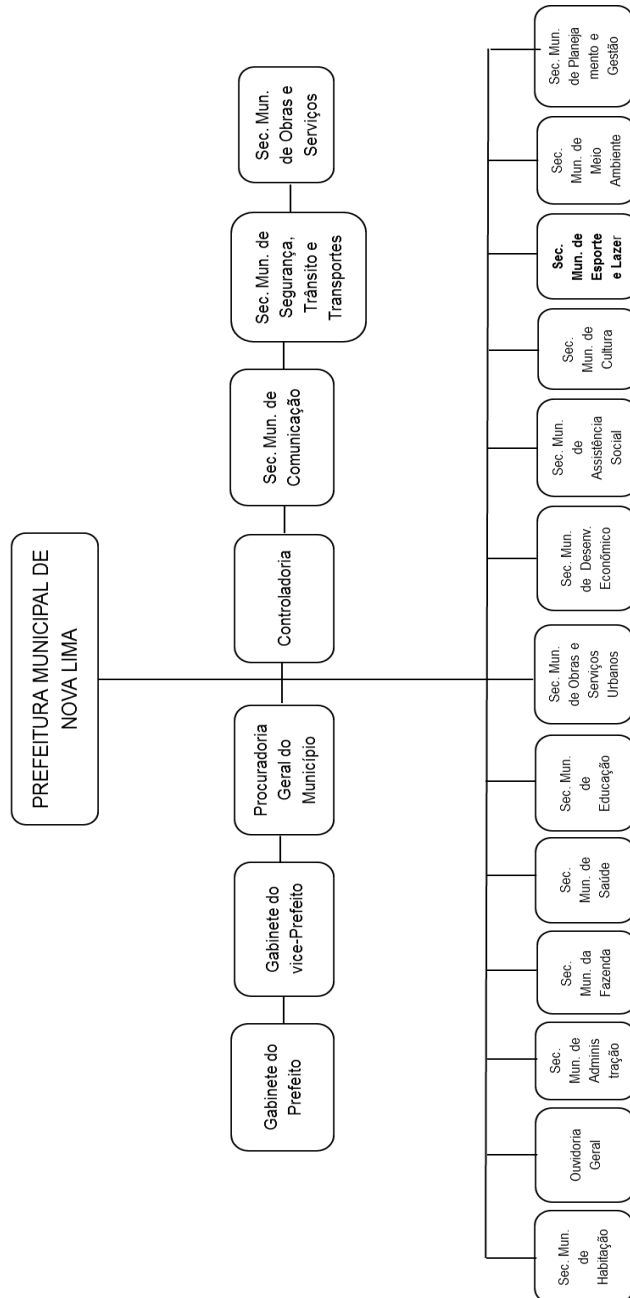 PREFEITURA MUNICIPAL DE
NOVA LIMA
Gabinete do
Prefeito
Gabinete do
vice-Prefeito
Procuradoria
Geral do
Município
Controladoria
Sec. Mun. de
Comunicação
Sec. Mun. de
Segurança,
Trânsito e
Transportes
Sec. Mun.
de Obras e
Serviços
Sec. Mun.
de
Habitação
Ouvidoria
Geral
Sec.
Mun. de
Adminis
tração
Sec.
Mun. da
Fazenda
Sec.
Mun. de
Saúde
Sec. Mun.
de
Educação
Sec. Mun.
de Obras e
Serviços
Urbanos
Sec. Mun.
de Desenv.
Econômico
Sec. Mun.
de
Assistência
Social
Sec.
Mun. de
Cultura
Sec.
Mun. de
Esporte
e Lazer
Sec.
Mun. de
Meio
Ambiente
Sec. Mun.
de Planeja
mento e
Gestão